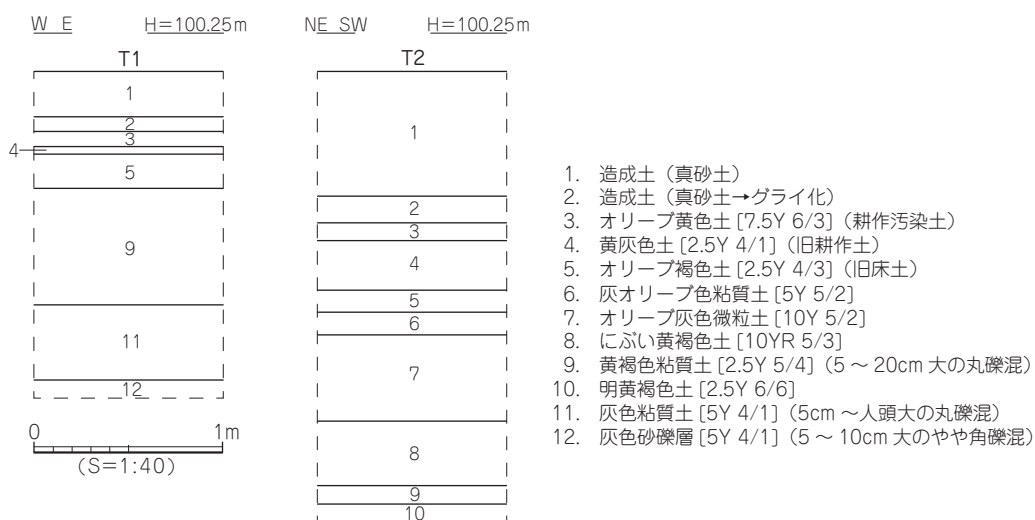 W E H=100.25m NE SW H=100.25m
T1 T2
1
2
3
4
5
9
11
12
0 1m
(S=1:40)
1
2
3
4
5
6
7
8
9
10
1. 造成土（真砂土）
2. 造成土（真砂土→グライ化）
3. オリーブ黄色土 [7.5Y 6/3]（耕作汚染土）
4. 黄灰色土 [2.5Y 4/1]（旧耕作土）
5. オリーブ褐色土 [2.5Y 4/3]（旧床土）
6. 灰オリーブ色粘質土 [5Y 5/2]
7. オリーブ灰色微粒土 [10Y 5/2]
8. にぶい黄褐色土 [10YR 5/3]
9. 黄褐色粘質土 [2.5Y 5/4]（5～20cm 大の丸礫混）
10. 明黄褐色土 [2.5Y 6/6]
11. 灰色粘質土 [5Y 4/1]（5cm～人頭大の丸礫混）
12. 灰色砂礫層 [5Y 4/1]（5～10cm 大のやや角礫混）